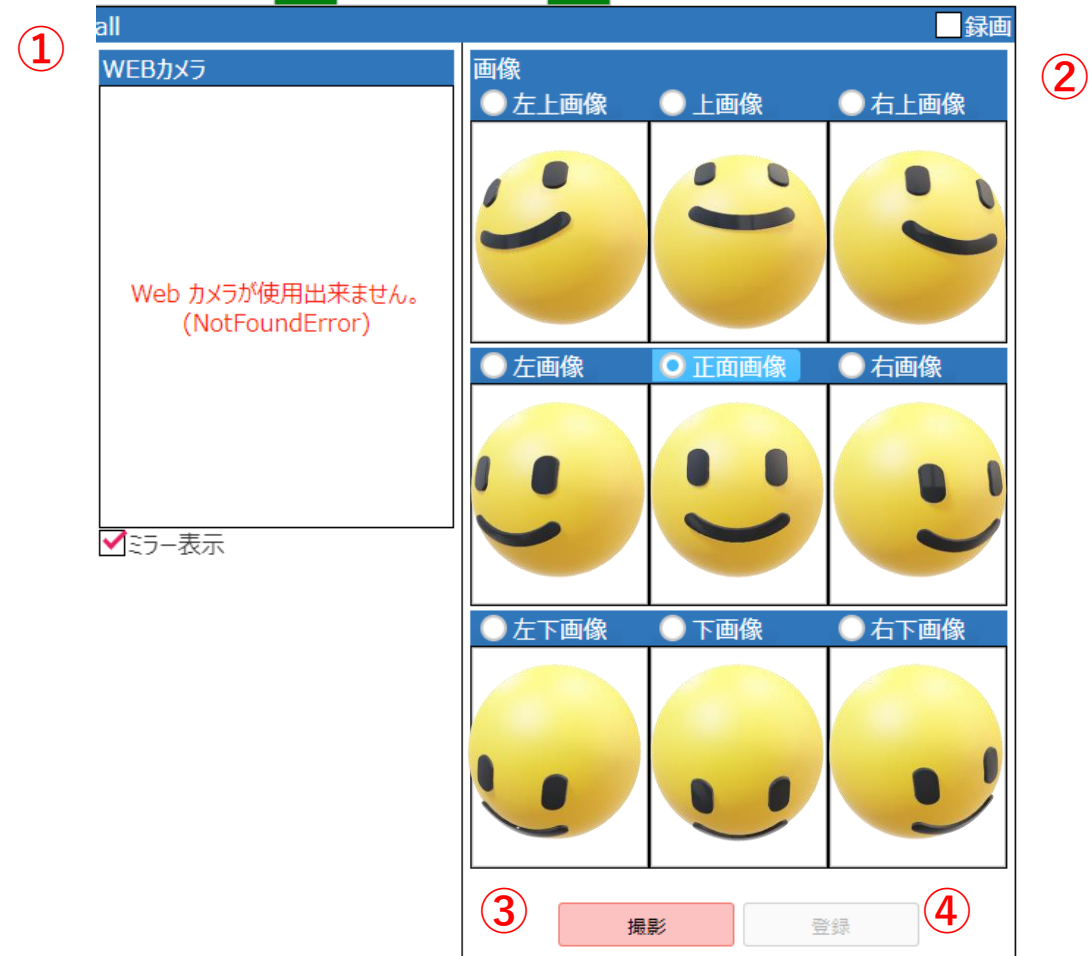 all
録画
①
WEBカメラ
画像
②
左上画像
上画像
右上画像
Web カメラが使用出来ません。
(NotFoundError)
左画像
正面画像
右画像
ミラー表示
左下画像
下画像
右下画像
③
撮影
登録
④